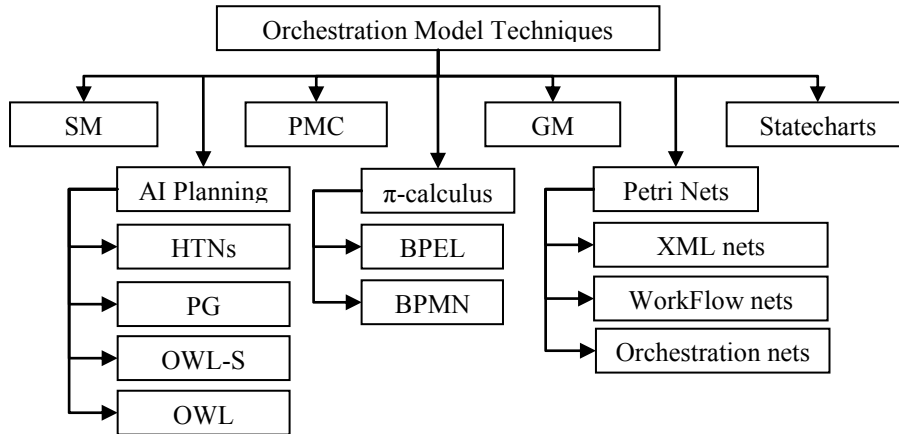 Orchestration Model Techniques
SM
PMC
GM
Statecharts
AI Planning
π-calculus
Petri Nets
HTNs
BPEL
XML nets
PG
BPMN
WorkFlow nets
OWL-S
Orchestration nets
OWL